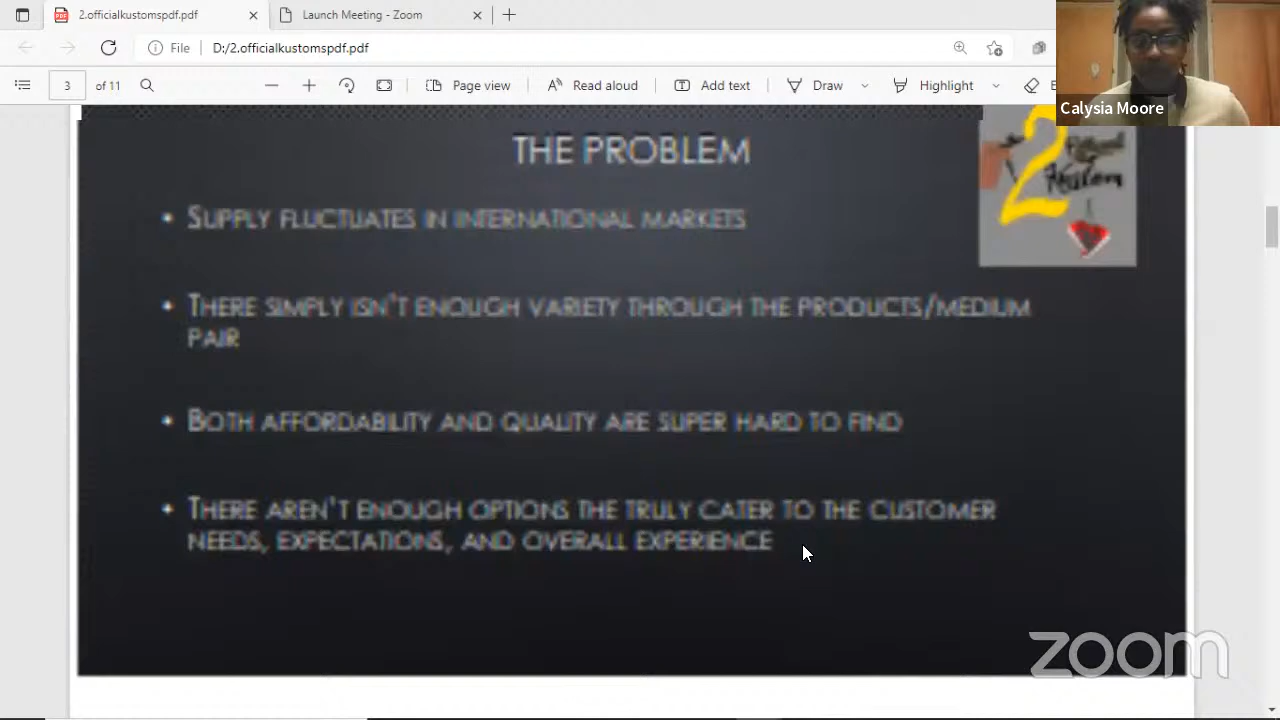 2.officialkustomspdf.pdf
Launch Meeting - Zoom
File
D:/2.officialkustomspdf.pdf
3 of 11
Page view
Read aloud
Add text
Draw
Highlight
E
Calysia Moore
THE PROBLEM
2
• SUPPLY FLUCTUATES IN INTERNATIONAL MARKETS
• THERE SIMPLY ISN'T ENOUGH VARIETY THROUGH THE PRODUCTS/MEDIUM
PAIR
• BOTH AFFORDABILITY AND QUALITY ARE SUPER HARD TO FIND
• THERE AREN'T ENOUGH OPTIONS THE TRULY CATER TO THE CUSTOMER
NEEDS, EXPECTATIONS, AND OVERALL EXPERIENCE
zoom